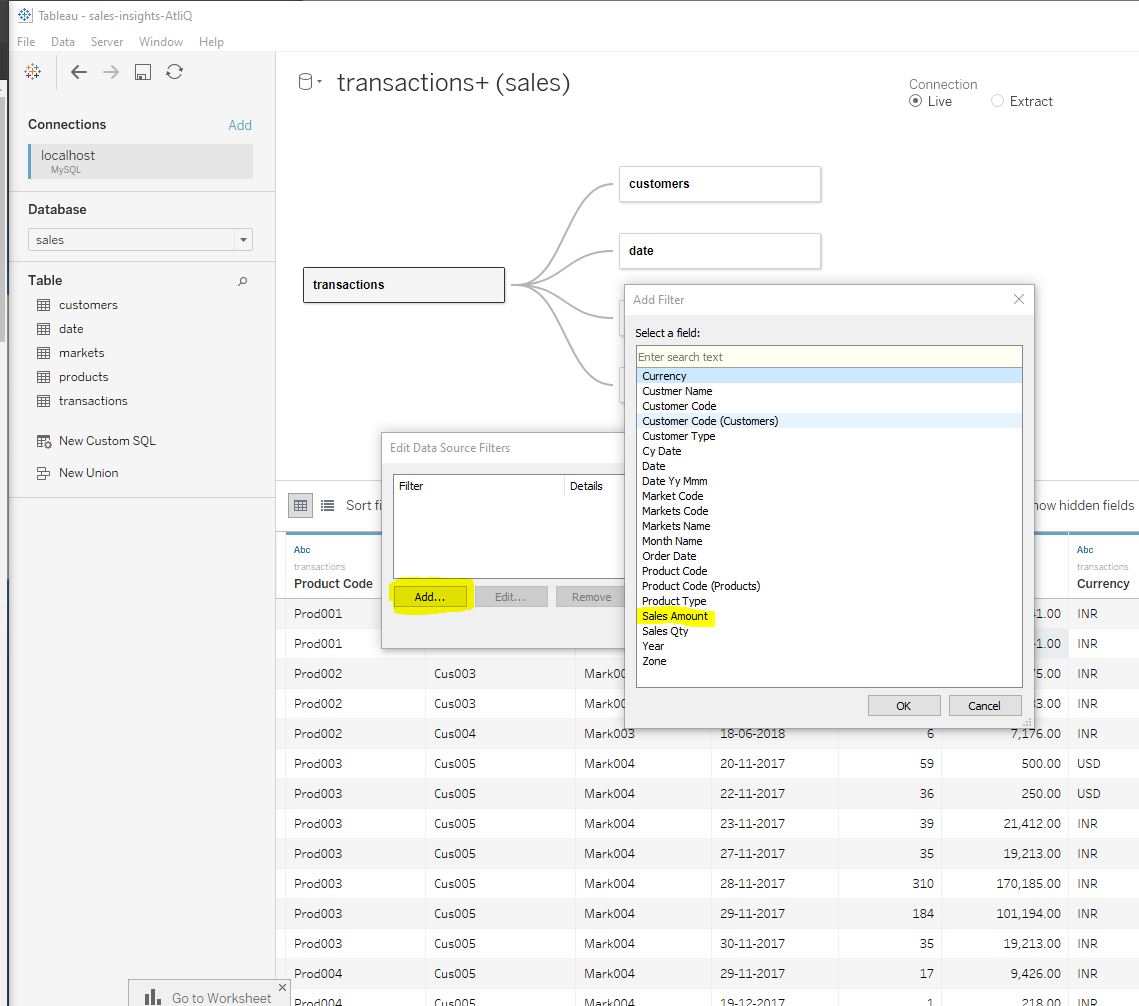 Tableau - sales-insights-AtliQ
File Data Server Window Help
Connections Add
localhost
MySQL
Database
sales
Table
customers
date
markets
products
transactions
New Custom SQL
New Union
transactions+ (sales)
Connection
Live Extract
customers
date
transactions
Add Filter
Select a field:
Enter search text
Currency
Custmer Name
Customer Code
Customer Code (Customers)
Customer Type
Cy Date
Date
Date Yy Mmm
Market Code
Markets Code
Markets Name
Month Name
Order Date
Product Code
Product Code (Products)
Product Type
Sales Amount
Sales Qty
Year
Zone
OK Cancel
Edit Data Source Filters
Filter Details
Add... Edit... Remove
Sort fi
how hidden fields
Abc
transactions
Product Code
Abc
transactions
Currency
Prod001 41.00 INR
Prod001 -1.00 INR
Prod002 Cus003 Mark00 75.00 INR
Prod002 Cus003 Mark00 33.00 INR
Prod002 Cus004 Mark003 18-06-2018 6 7,176.00 INR
Prod003 Cus005 Mark004 20-11-2017 59 500.00 USD
Prod003 Cus005 Mark004 22-11-2017 36 250.00 USD
Prod003 Cus005 Mark004 23-11-2017 39 21,412.00 INR
Prod003 Cus005 Mark004 27-11-2017 35 19,213.00 INR
Prod003 Cus005 Mark004 28-11-2017 310 170,185.00 INR
Prod003 Cus005 Mark004 29-11-2017 184 101,194.00 INR
Prod003 Cus005 Mark004 30-11-2017 35 19,213.00 INR
Prod004 Cus005 Mark004 29-11-2017 17 9,426.00 INR
Cus005 Mark004 19-12-2017 1 218.00 INR
Go to Worksheet